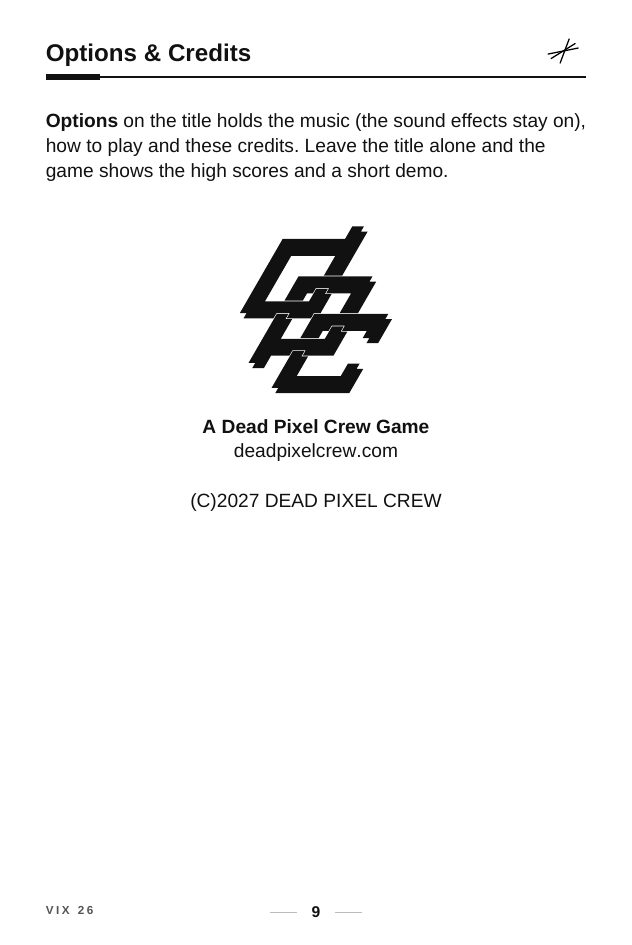 Options & Credits
Options on the title holds the music (the sound effects stay on),
how to play and these credits. Leave the title alone and the
game shows the high scores and a short demo.
DPC
A Dead Pixel Crew Game
deadpixelcrew.com
(C)2027 DEAD PIXEL CREW
VIX 26
9